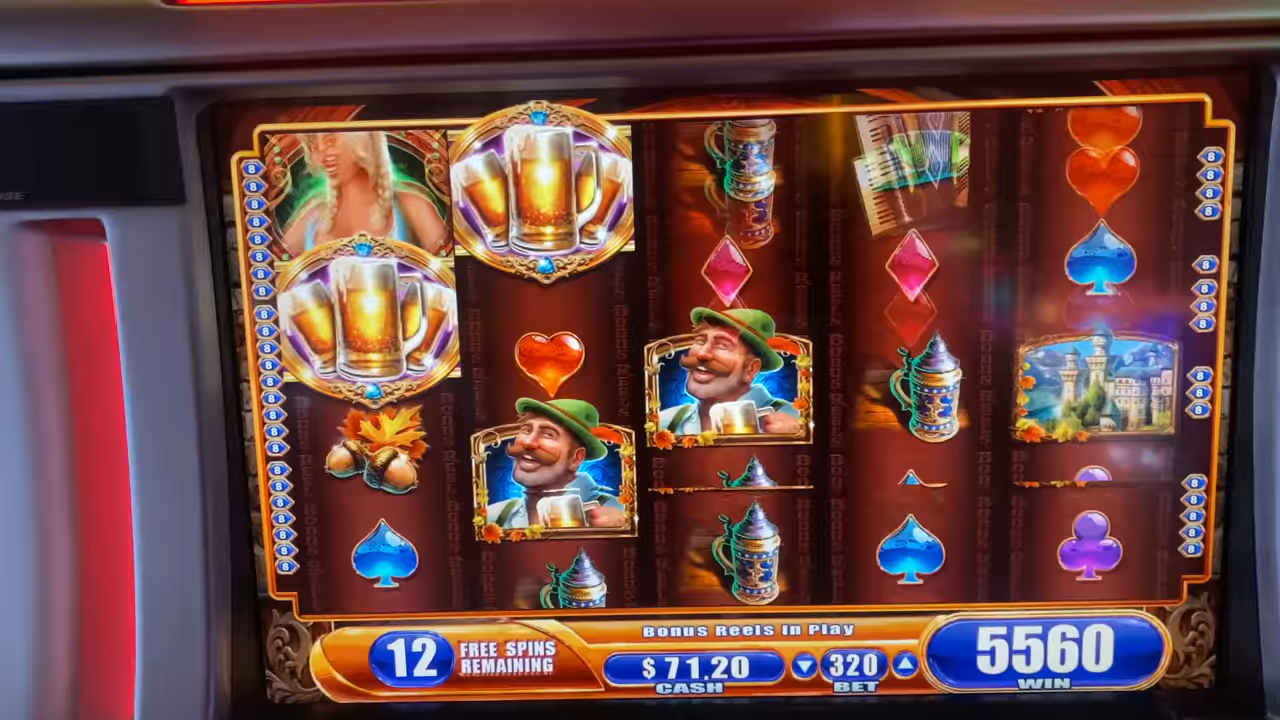 Bonus Reels In Play
12
FREE SPINS
REMAINING
$71.20
CASH
320
BET
5560
WIN